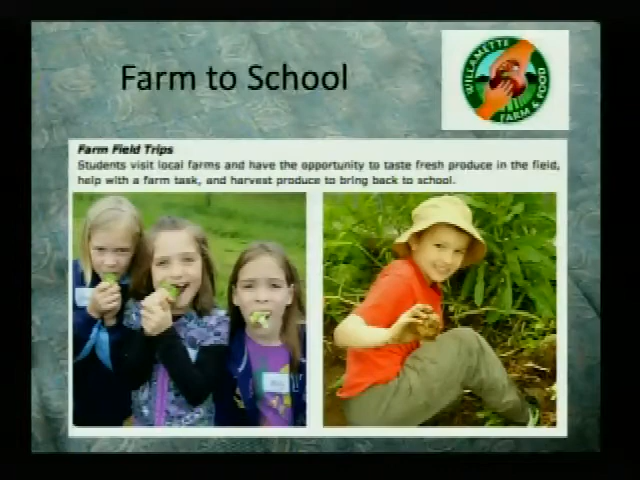 Farm to School
WILLAMETTE
FARM & FOOD
Farm Field Trips
Students visit local farms and have the opportunity to taste fresh produce in the field,
help with a farm task, and harvest produce to bring back to school.